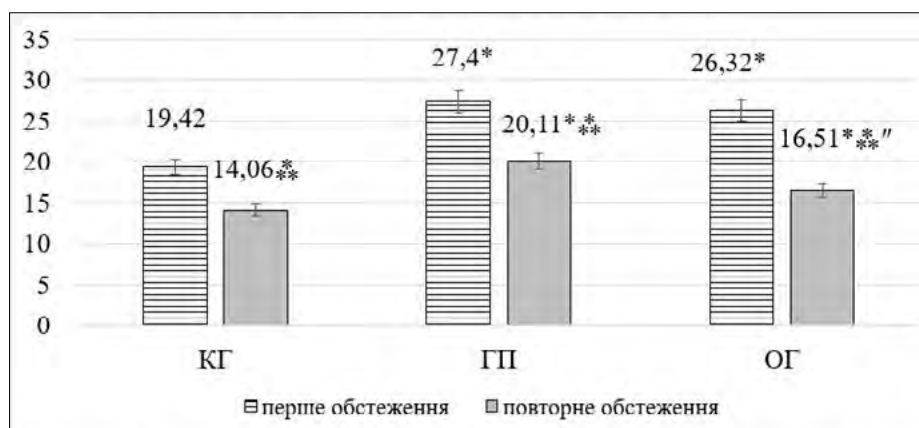 35
30
25
20
15
10
5
0
19,42
14,06⁂
27,4*
20,11*⁂
26,32*
16,51*⁂″
КГ
ГП
ОГ
перше обстеження
повторне обстеження